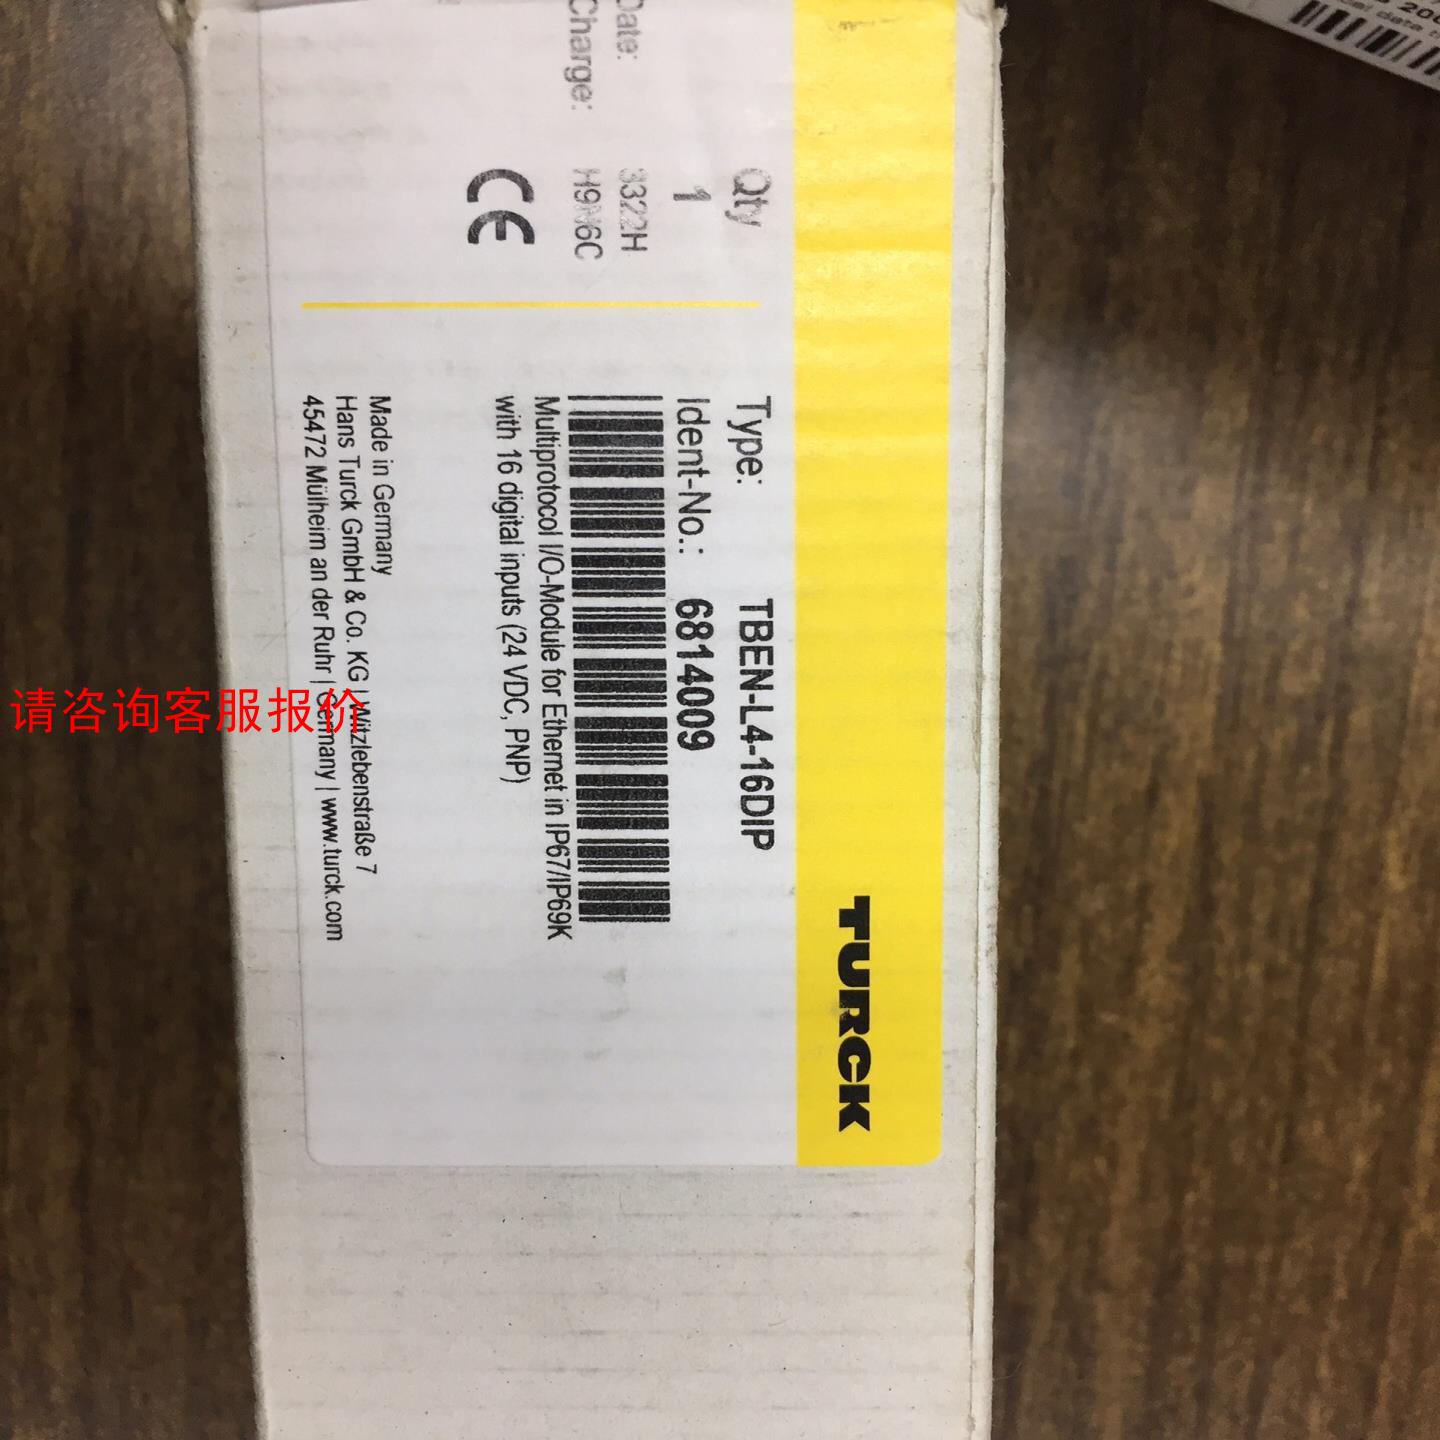 TURCK
Type: TBEN-L4-16DIP
Ident-No.: 6814009
Multiprotocol I/O-Module for Ethernet in IP67/IP69K
with 16 digital inputs (24 VDC, PNP)
Made in Germany
Hans Turck GmbH & Co. KG | Witzlebenstraße 7
45472 Mülheim an der Ruhr | Germany | www.turck.com
Qty
1
Date: 3322H
Charge: H9N6C
CE
请咨询客服报价